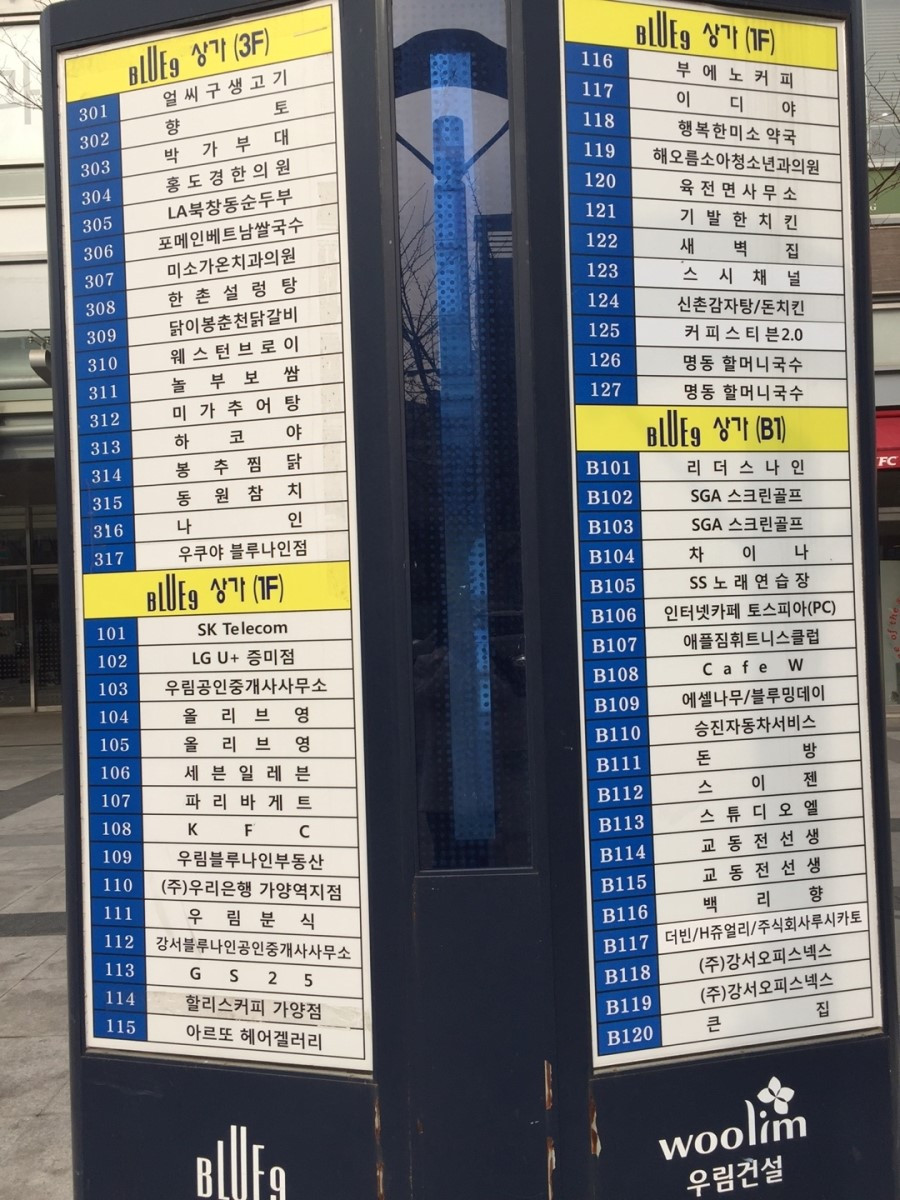 BLUE9 상가 (3F)
301 얼씨구생고기
302 향토
303 박가부대
304 홍도경한의원
305 LA북창동순두부
306 포메인베트남쌀국수
307 미소가온치과의원
308 한촌설렁탕
309 닭이봉춘천닭갈비
310 웨스턴브로이
311 놀부보쌈
312 미가추어탕
313 하코야
314 봉추찜닭
315 동원참치
316 나인
317 우쿠야 블루나인점
BLUE9 상가 (1F)
101 SK Telecom
102 LG U+ 증미점
103 우림공인중개사사무소
104 올리브영
105 올리브영
106 세븐일레븐
107 파리바게트
108 KFC
109 우림블루나인부동산
110 (주)우리은행 가양역지점
111 우림분식
112 강서블루나인공인중개사사무소
113 GS25
114 할리스커피 가양점
115 아르또 헤어겔러리
BLUE9
BLUE9 상가 (1F)
116 부에노커피
117 이디야
118 행복한미소약국
119 해오름소아청소년과의원
120 육전면사무소
121 기발한치킨
122 새벽집
123 스시채널
124 신촌감자탕/돈치킨
125 커피스티븐2.0
126 명동 할머니국수
127 명동 할머니국수
BLUE9 상가 (B1)
B101 리더스나인
B102 SGA 스크린골프
B103 SGA 스크린골프
B104 차이나
B105 SS노래연습장
B106 인터넷카페 토스피아(PC)
B107 애플짐휘트니스클럽
B108 Cafe W
B109 에셀나무/블루밍데이
B110 승진자동차서비스
B111 돈방
B112 스이젠
B113 스튜디오엘
B114 교동전선생
B115 교동전선생
B116 백리향
B117 더빈/H쥬얼리/주식회사루시카토
B118 (주)강서오피스넥스
B119 (주)강서오피스넥스
B120 큰집
woolim
우림건설
FC